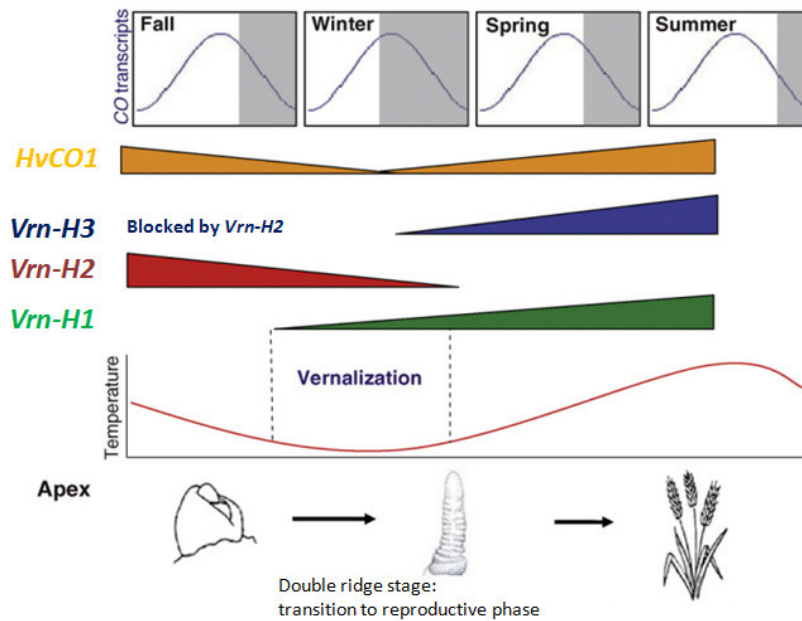 Fall
Winter
Spring
Summer
CO transcripts
HvCO1
Vrn-H3
Blocked by Vrn-H2
Vrn-H2
Vrn-H1
Temperature
Vernalization
Apex
Double ridge stage:
transition to reproductive phase